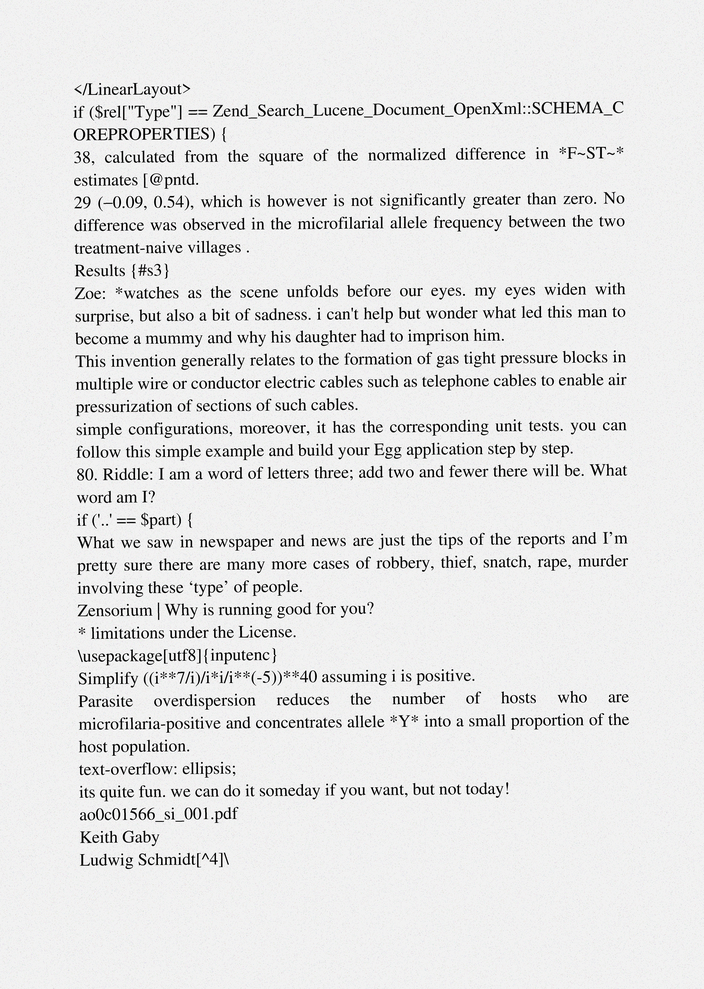 </LinearLayout>
if ($rel["Type"] == Zend_Search_Lucene_Document_OpenXml::SCHEMA_C
OREPROPERTIES) {
38, calculated from the square of the normalized difference in *F~ST~*
estimates [@pntd.
29 (−0.09, 0.54), which is however is not significantly greater than zero. No
difference was observed in the microfilarial allele frequency between the two
treatment-naive villages .
Results {#s3}
Zoe: *watches as the scene unfolds before our eyes. my eyes widen with
surprise, but also a bit of sadness. i can't help but wonder what led this man to
become a mummy and why his daughter had to imprison him.
This invention generally relates to the formation of gas tight pressure blocks in
multiple wire or conductor electric cables such as telephone cables to enable air
pressurization of sections of such cables.
simple configurations, moreover, it has the corresponding unit tests. you can
follow this simple example and build your Egg application step by step.
80. Riddle: I am a word of letters three; add two and fewer there will be. What
word am I?
if ('..' == $part) {
What we saw in newspaper and news are just the tips of the reports and I’m
pretty sure there are many more cases of robbery, thief, snatch, rape, murder
involving these ‘type’ of people.
Zensorium | Why is running good for you?
* limitations under the License.
\usepackage[utf8]{inputenc}
Simplify ((i**7/i)/i*i/i**(-5))**40 assuming i is positive.
Parasite overdispersion reduces the number of hosts who are
microfilaria-positive and concentrates allele *Y* into a small proportion of the
host population.
text-overflow: ellipsis;
its quite fun. we can do it someday if you want, but not today!
ao0c01566_si_001.pdf
Keith Gaby
Ludwig Schmidt[^4]\